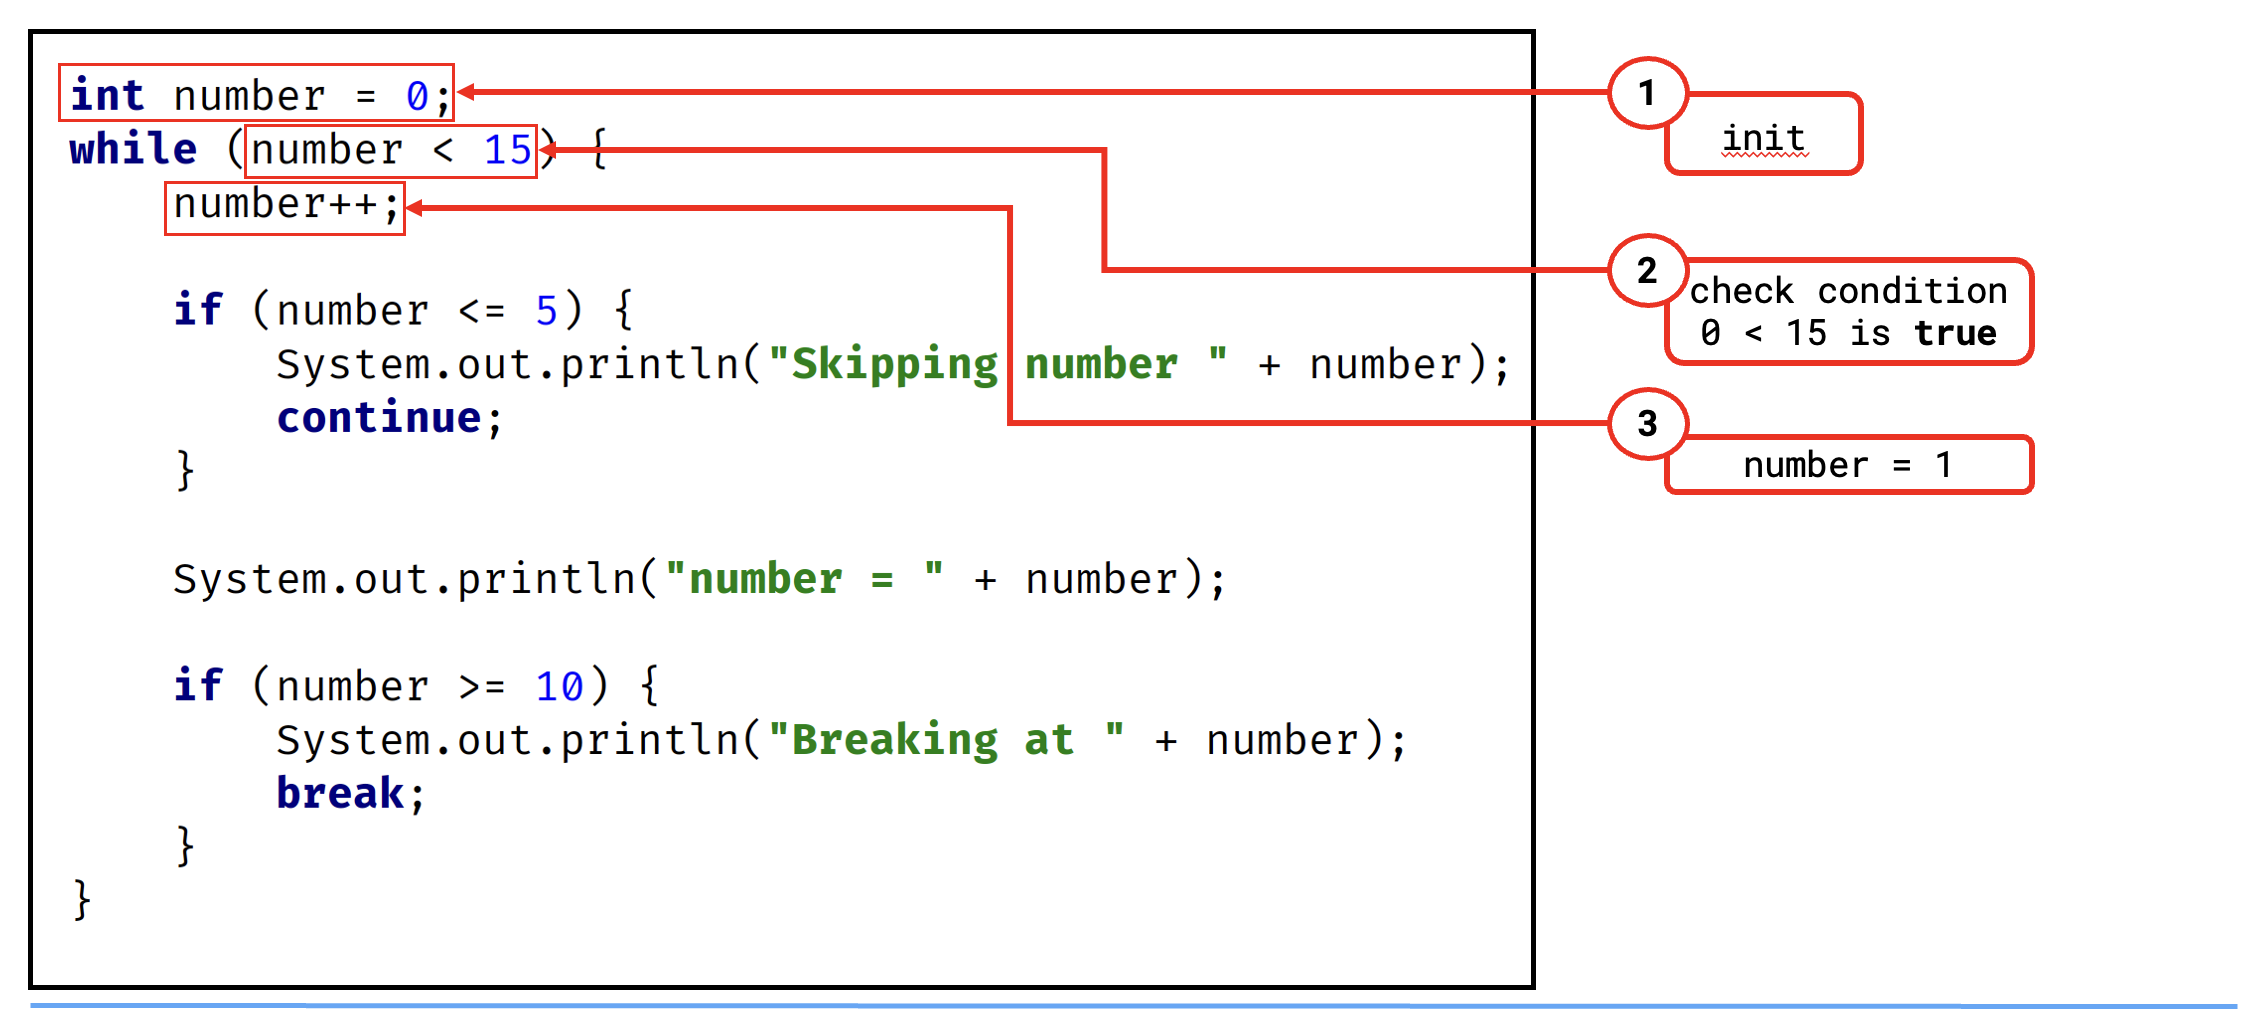 int number = 0;
while (number < 15) {
    number++;

    if (number <= 5) {
        System.out.println("Skipping number " + number);
        continue;
    }

    System.out.println("number = " + number);

    if (number >= 10) {
        System.out.println("Breaking at " + number);
        break;
    }
}
1
init
2
check condition
0 < 15 is true
3
number = 1